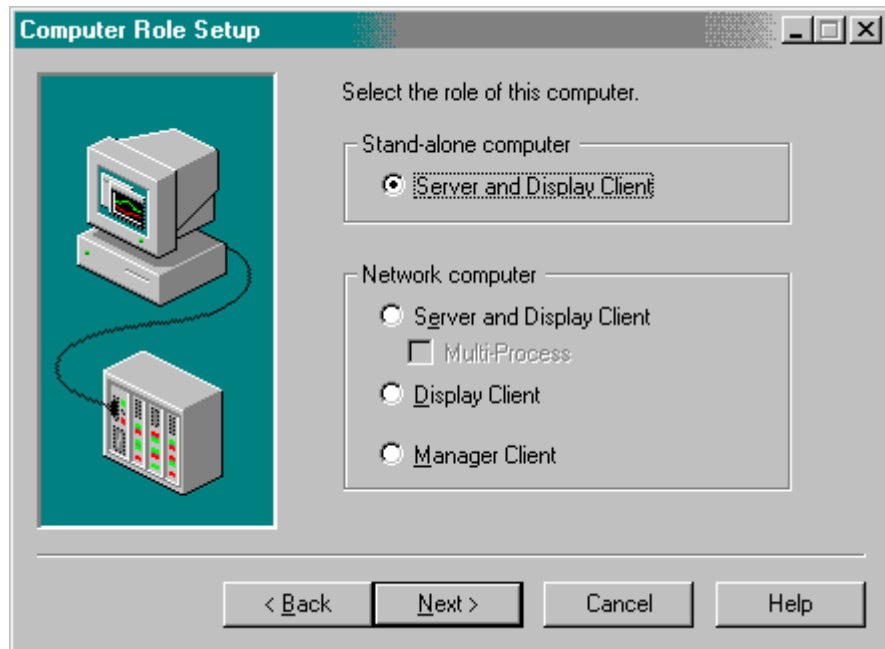 Computer Role Setup
Select the role of this computer.
Stand-alone computer
Server and Display Client
Network computer
Server and Display Client
Multi-Process
Display Client
Manager Client
< Back
Next >
Cancel
Help